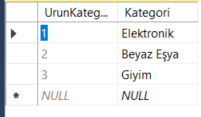 UrunKateg... Kategori
1 Elektronik
2 Beyaz Eşya
3 Giyim
NULL NULL